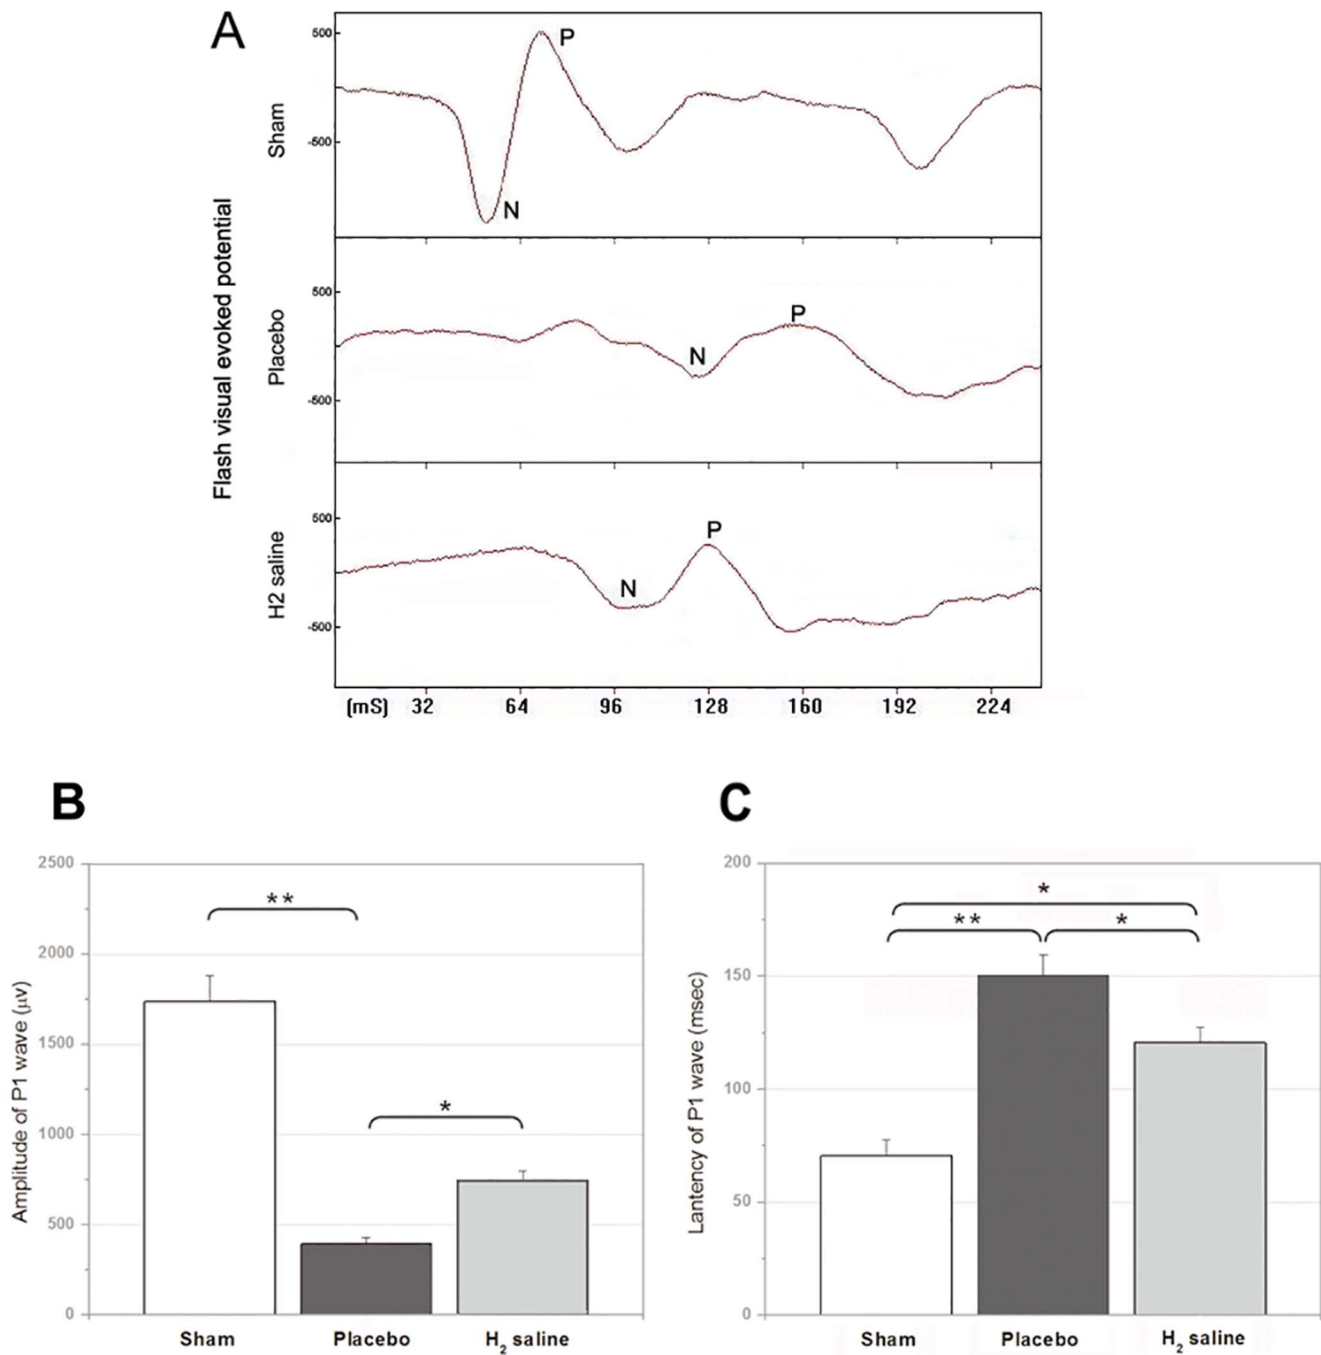 A
Flash visual evoked potential
Sham
500
-500
P
N
Placebo
500
-500
N
P
H2 saline
500
-500
N
P
(mS) 32 64 96 128 160 192 224
B
Amplitude of P1 wave (μv)
2500
2000
1500
1000
500
0
**
*
Sham Placebo H2 saline
C
Lantency of P1 wave (msec)
200
150
100
50
0
*
** *
Sham Placebo H2 saline